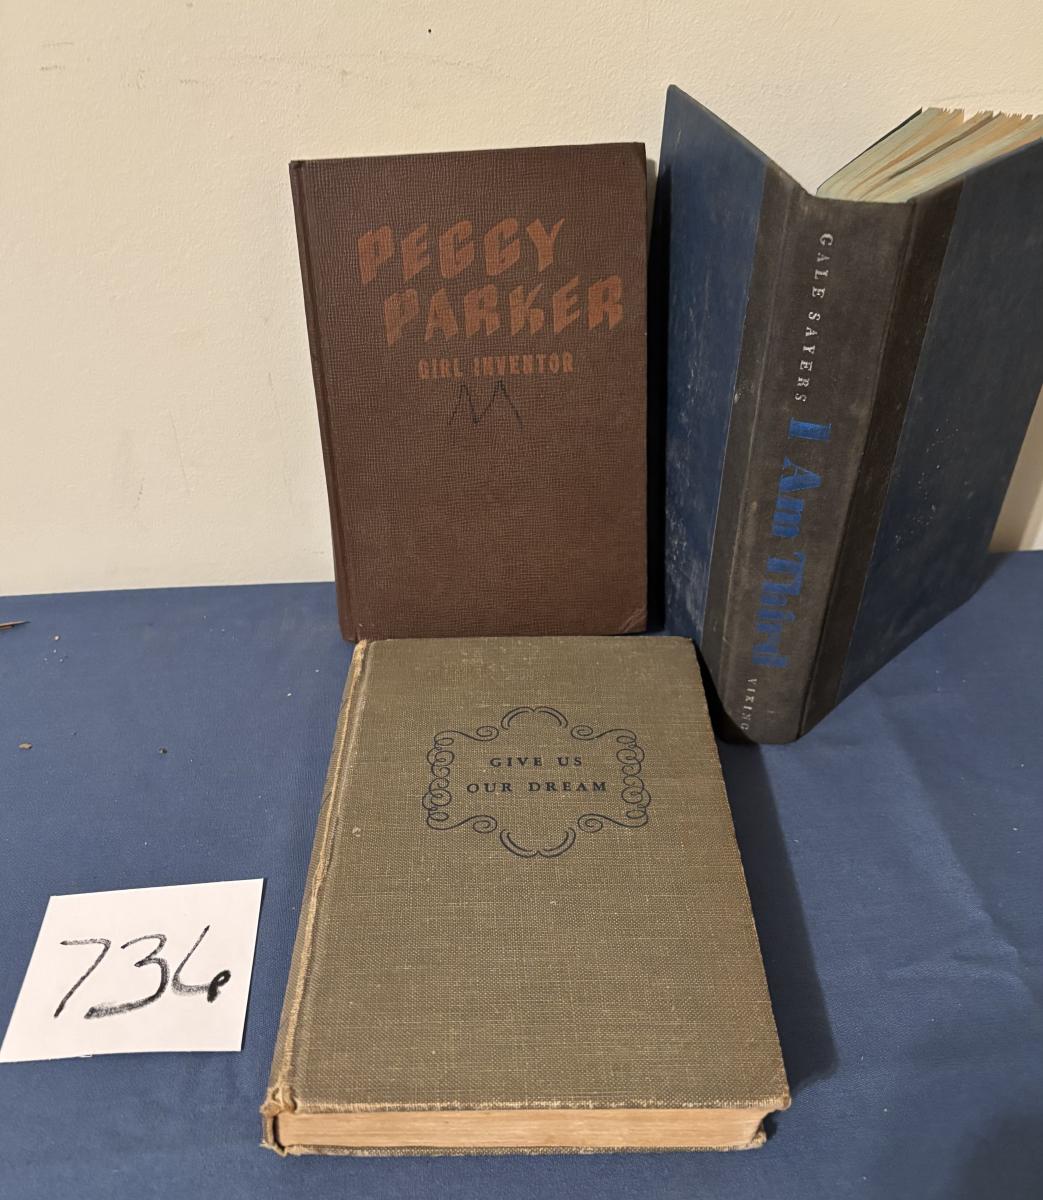 PEGGY
PARKER
GIRL INVENTOR
GALE SAYERS I Am Third VIKING
GIVE US
OUR DREAM
736